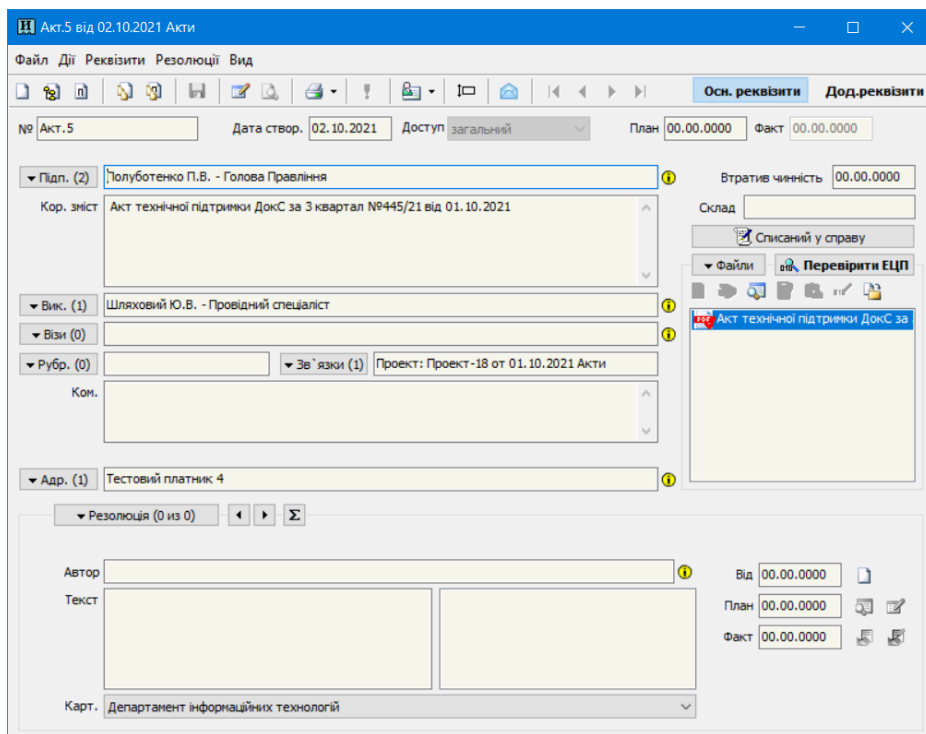 Акт.5 від 02.10.2021 Акти
Файл Дії Реквізити Резолюції Вид
Осн. реквізити Дод.реквізити
№ Акт.5 Дата створ. 02.10.2021 Доступ загальний План 00.00.0000 Факт 00.00.0000
Підп. (2) Полуботенко П.В. - Голова Правління Втратив чинність 00.00.0000
Кор. зміст Акт технічної підтримки ДокС за 3 квартал №445/21 від 01.10.2021 Склад
Списаний у справу
Файли Перевірити ЕЦП
Вик. (1) Шляховий Ю.В. - Провідний спеціаліст
Акт технічної підтримки ДокС за
Візи (0)
Рубр. (0) Зв`язки (1) Проект: Проект-18 от 01.10.2021 Акти
Ком.
Адр. (1) Тестовий платник 4
Резолюція (0 из 0) Σ
Автор Від 00.00.0000
Текст План 00.00.0000
Факт 00.00.0000
Карт. Департамент інформаційних технологій